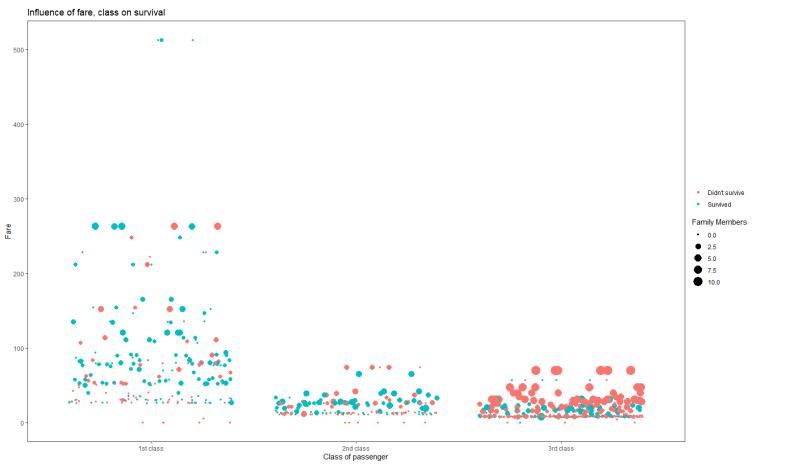 Influence of fare, class on survival
500
400
300
200
100
0
Fare
1st class
2nd class
3rd class
Class of passenger
Didn't survive
Survived
Family Members
0.0
2.5
5.0
7.5
10.0